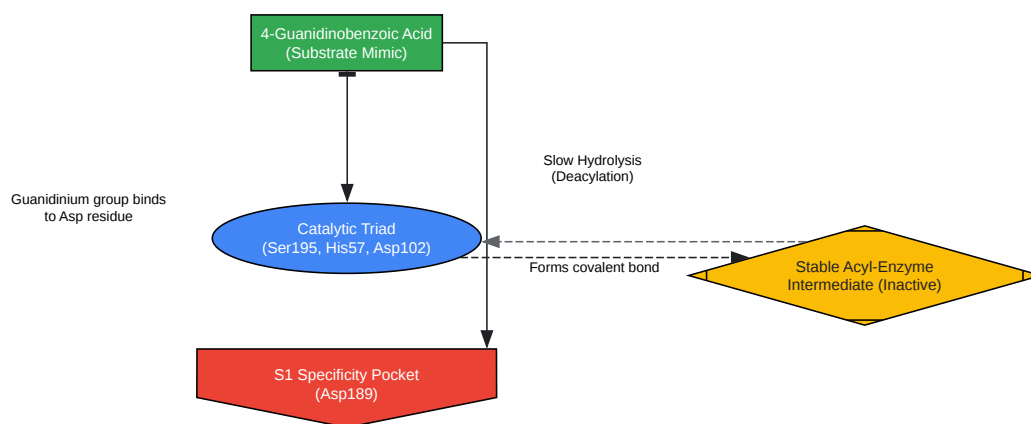 4-Guanidinobenzoic Acid
(Substrate Mimic)
Slow Hydrolysis
(Deacylation)
Guanidinium group binds
to Asp residue
Catalytic Triad
(Ser195, His57, Asp102)
Forms covalent bond
Stable Acyl-Enzyme
Intermediate (Inactive)
S1 Specificity Pocket
(Asp189)